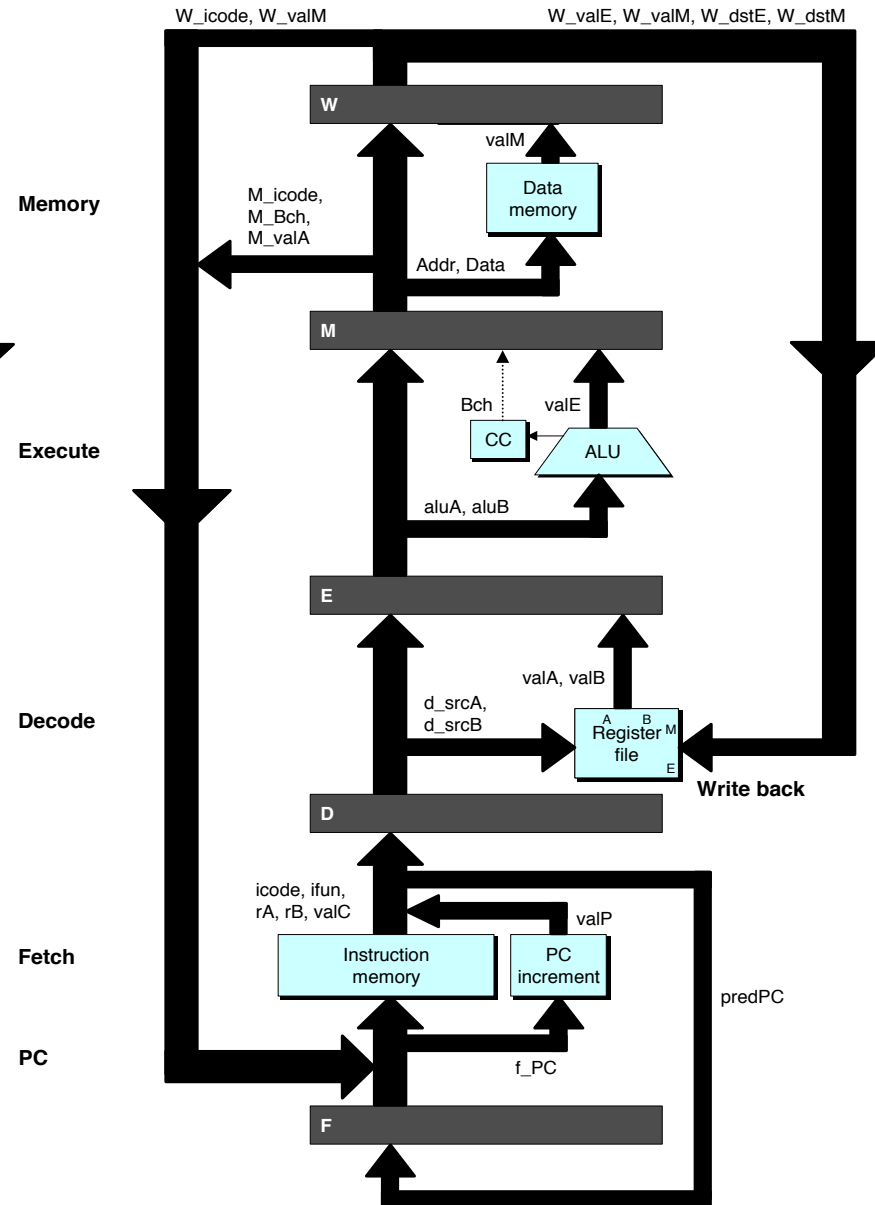 W_icode, W_valM
W_valE, W_valM, W_dstE, W_dstM
W
valM
Data
memory
Memory
M_icode,
M_Bch,
M_valA
Addr, Data
M
Bch
valE
CC
ALU
Execute
aluA, aluB
E
valA, valB
d_srcA,
d_srcB
Decode
A B
Register
M
file
E
Write back
D
icode, ifun,
rA, rB, valC
valP
Fetch
Instruction
memory
PC
increment
predPC
PC
f_PC
F